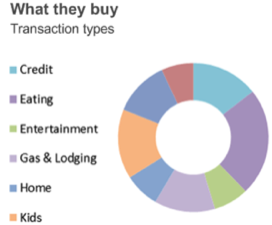 What they buy
Transaction types
Credit
Eating
Entertainment
Gas & Lodging
Home
Kids